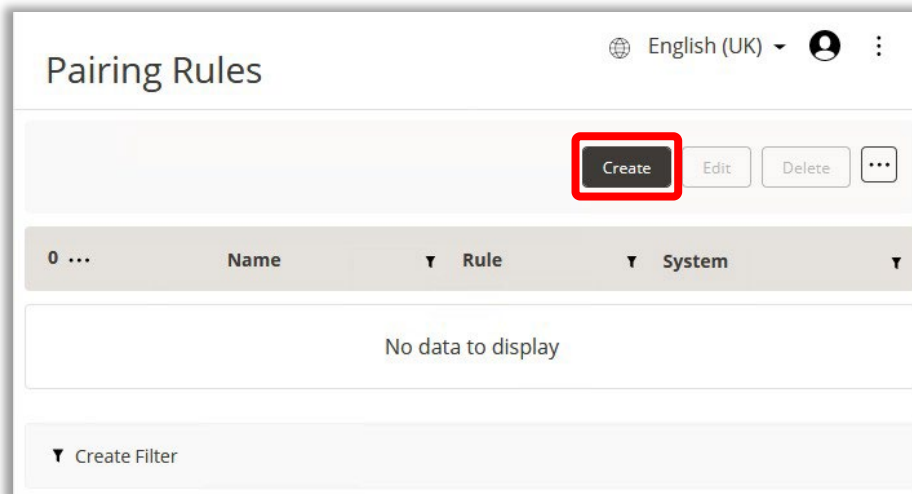 English (UK)
Pairing Rules
Create Edit Delete ...
0 ... Name Rule System
No data to display
Create Filter